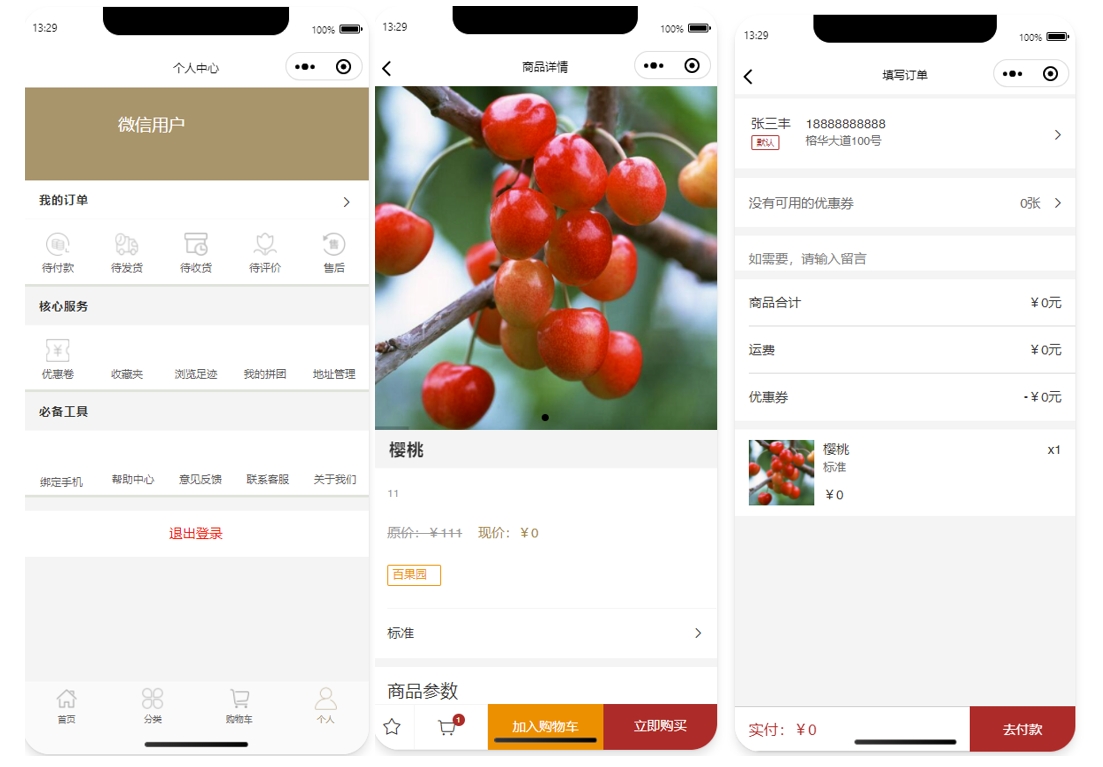 13:29
100%
个人中心
微信用户
我的订单
待付款 待发货 待收货 待评价 售后
核心服务
优惠卷 收藏夹 浏览足迹 我的拼团 地址管理
必备工具
绑定手机 帮助中心 意见反馈 联系客服 关于我们
退出登录
首页 分类 购物车 个人
13:29
100%
商品详情
樱桃
11
原价：￥111 现价：￥0
百果园
标准
商品参数
1
加入购物车 立即购买
13:29
100%
填写订单
张三丰 18888888888
默认 榕华大道100号
没有可用的优惠券 0张
如需要，请输入留言
商品合计 ￥0元
运费 ￥0元
优惠券 -￥0元
樱桃 x1
标准
￥0
实付：￥0 去付款